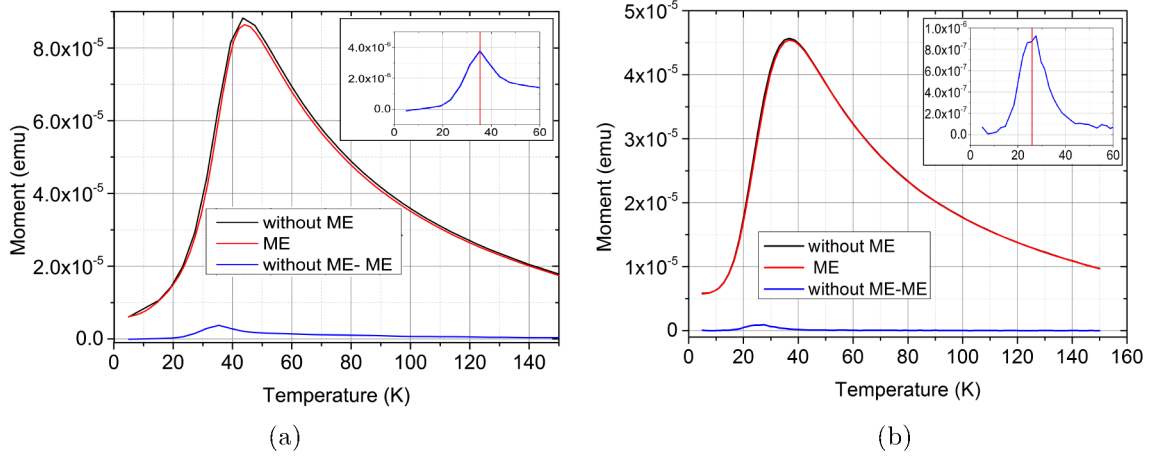 8.0x10⁻⁵
6.0x10⁻⁵
4.0x10⁻⁵
2.0x10⁻⁵
0.0
Moment (emu)
0 20 40 60 80 100 120 140
Temperature (K)
without ME
ME
without ME- ME
4.0x10⁻⁶
2.0x10⁻⁶
0.0
0 20 40 60
(a)
5x10⁻⁵
4x10⁻⁵
3x10⁻⁵
2x10⁻⁵
1x10⁻⁵
0
Moment (emu)
0 20 40 60 80 100 120 140 160
Temperature (K)
without ME
ME
without ME-ME
1.0x10⁻⁶
8.0x10⁻⁷
6.0x10⁻⁷
4.0x10⁻⁷
2.0x10⁻⁷
0.0
0 20 40 60
(b)